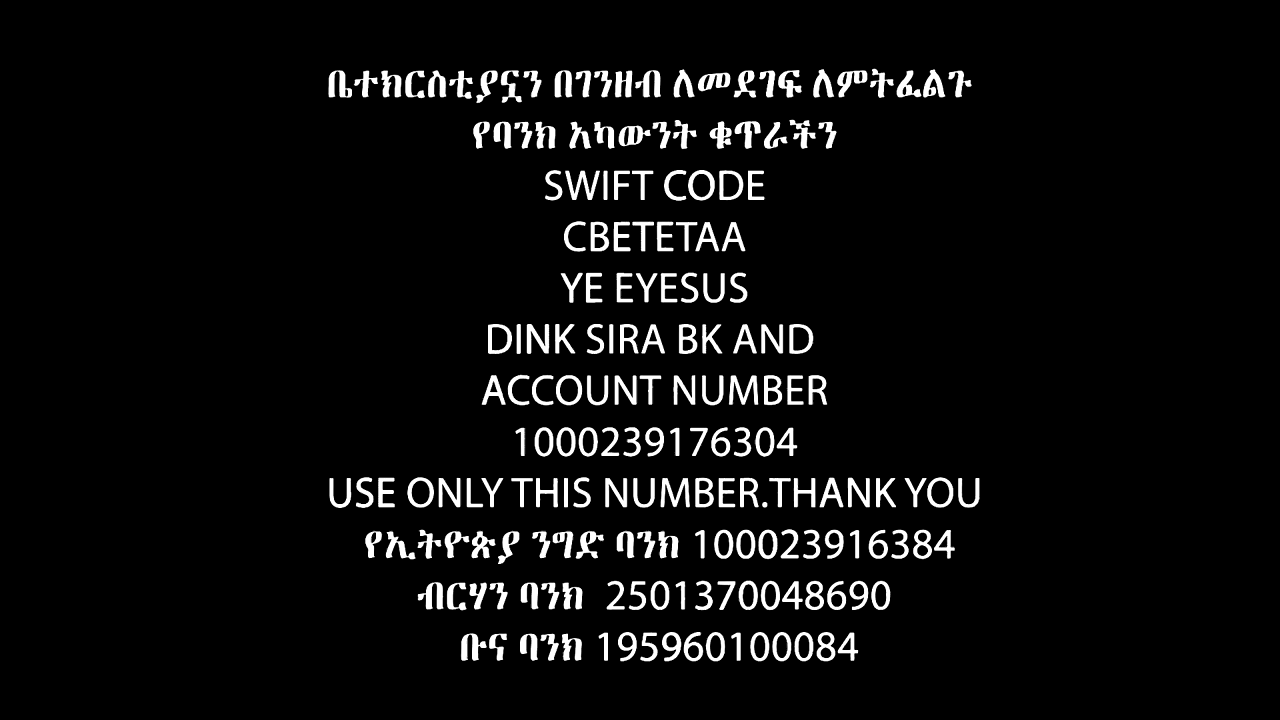 ቤተክርስቲያኗን በገንዘብ ለመደገፍ ለምትፈልጉ
የባንክ አካውንት ቁጥራችን
SWIFT CODE
CBETETAA
YE EYESUS
DINK SIRA BK AND
ACCOUNT NUMBER
1000239176304
USE ONLY THIS NUMBER.THANK YOU
የኢትዮጵያ ንግድ ባንክ 100023916384
ብርሃን ባንክ 2501370048690
ቡና ባንክ 195960100084